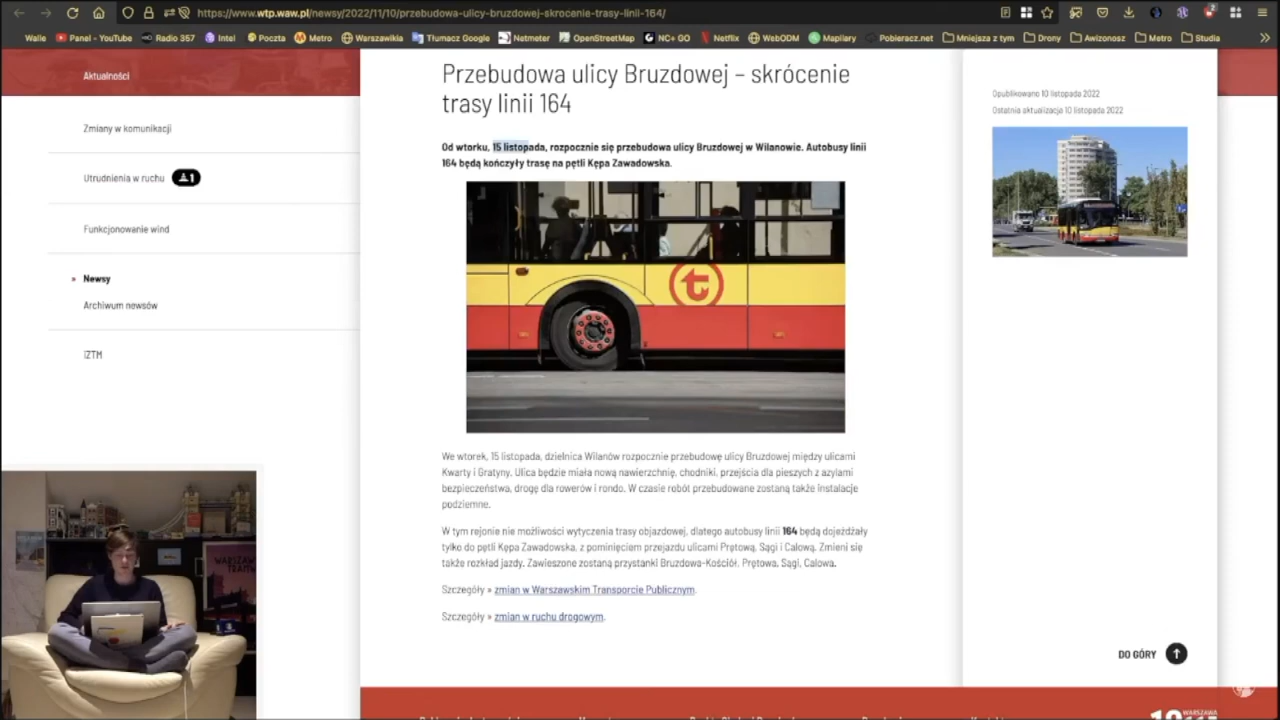 https://www.wtp.waw.pl/newsy/2022/11/10/przebudowa-ulicy-bruzdowej-skrocenie-trasy-linii-164/
2
Walle Panel - YouTube Radio 357 Intel Poczta Metro Warszawikia Tłumacz Google Netmeter OpenStreetMap NC+ GO Netflix WebODM Mapilary Pobieracz.net Mniejsza z tym Drony Awizonosz Metro Studia
Aktualności
Zmiany w komunikacji
Utrudnienia w ruchu 1
Funkcjonowanie wind
» Newsy
Archiwum newsów
iZTM
Przebudowa ulicy Bruzdowej – skrócenie
trasy linii 164
Od wtorku, 15 listopada, rozpocznie się przebudowa ulicy Bruzdowej w Wilanowie. Autobusy linii
164 będą kończyły trasę na pętli Kępa Zawadowska.
We wtorek, 15 listopada, dzielnica Wilanów rozpocznie przebudowę ulicy Bruzdowej między ulicami
Kwarty i Gratyny. Ulica będzie miała nową nawierzchnię, chodniki, przejścia dla pieszych z azylami
bezpieczeństwa, drogę dla rowerów i rondo. W czasie robót przebudowane zostaną także instalacje
podziemne.
W tym rejonie nie możliwości wytyczenia trasy objazdowej, dlatego autobusy linii 164 będą dojeżdżały
tylko do pętli Kępa Zawadowska, z pominięciem przejazdu ulicami Prętową, Sągi i Calową. Zmieni się
także rozkład jazdy. Zawieszone zostaną przystanki Bruzdowa-Kościół, Prętowa, Sągi, Calowa.
Szczegóły » zmian w Warszawskim Transporcie Publicznym.
Szczegóły » zmian w ruchu drogowym.
Opublikowano 10 listopada 2022
Ostatnia aktualizacja 10 listopada 2022
DO GÓRY
WARSZAWA